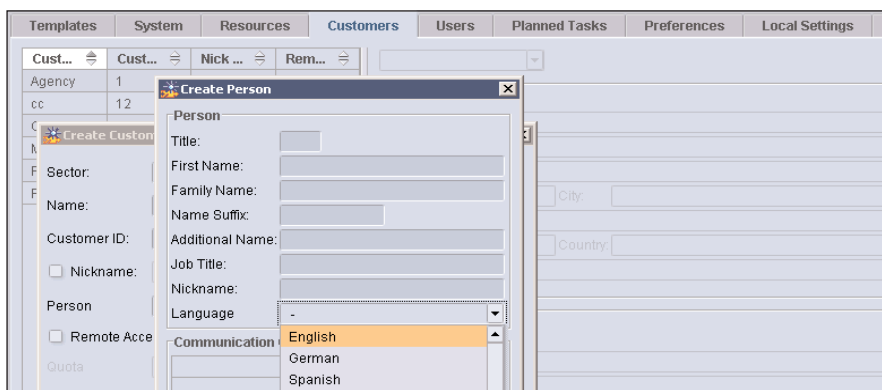 Templates System Resources Customers Users Planned Tasks Preferences Local Settings
Cust... Cust... Nick ... Rem...
Agency 1
cc 12
Create Person
Person
Create Custom
Title:
First Name:
Sector:
Family Name:
City:
Name:
Name Suffix:
Customer ID:
Additional Name:
Country:
Job Title:
Nickname:
Nickname:
Person
Language -
Remote Acce
English
Communication
German
Quota
Spanish